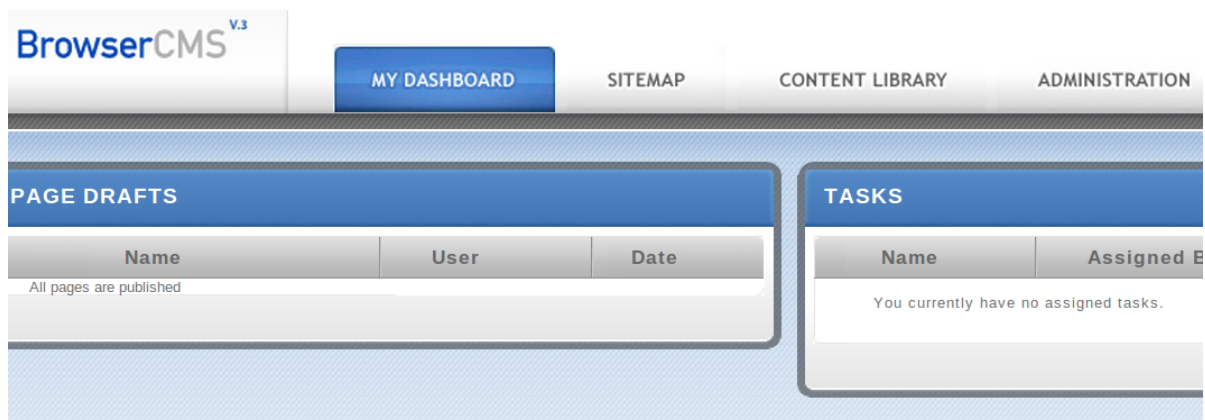 BrowserCMS V.3
MY DASHBOARD SITEMAP CONTENT LIBRARY ADMINISTRATION
PAGE DRAFTS
Name User Date
All pages are published
TASKS
Name Assigned B
You currently have no assigned tasks.